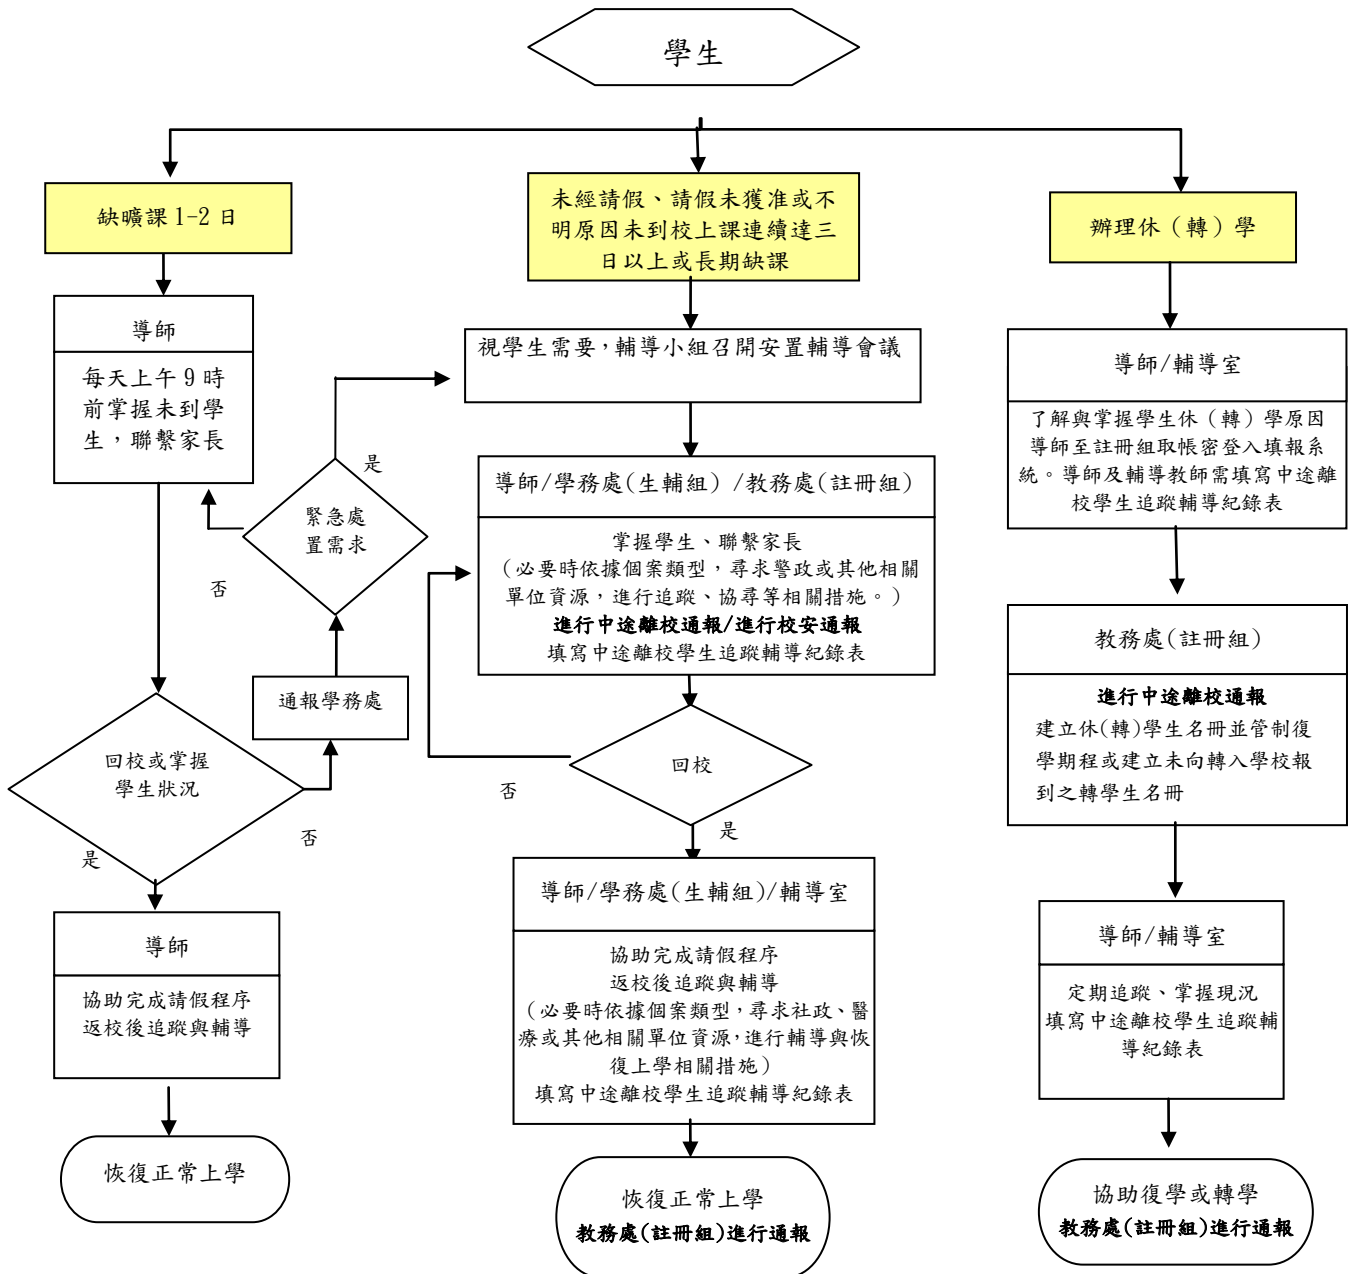 學生
缺曠課 1-2 日
未經請假、請假未獲准或不
明原因未到校上課連續達三
日以上或長期缺課
辦理休（轉）學
導師
每天上午 9 時
前掌握未到學
生，聯繫家長
視學生需要，輔導小組召開安置輔導會議
導師/輔導室
了解與掌握學生休（轉）學原因
導師至註冊組取帳密登入填報系
統。導師及輔導教師需填寫中途離
校學生追蹤輔導紀錄表
是
緊急處
置需求
否
導師/學務處(生輔組) /教務處(註冊組)
掌握學生、聯繫家長
（必要時依據個案類型，尋求警政或其他相關
單位資源，進行追蹤、協尋等相關措施。）
進行中途離校通報/進行校安通報
填寫中途離校學生追蹤輔導紀錄表
教務處(註冊組)
進行中途離校通報
建立休(轉)學生名冊並管制復
學期程或建立未向轉入學校報
到之轉學生名冊
通報學務處
回校或掌握
學生狀況
否
是
回校
否
是
導師
協助完成請假程序
返校後追蹤與輔導
導師/學務處(生輔組)/輔導室
協助完成請假程序
返校後追蹤與輔導
（必要時依據個案類型，尋求社政、醫
療或其他相關單位資源，進行輔導與恢
復上學相關措施）
填寫中途離校學生追蹤輔導紀錄表
導師/輔導室
定期追蹤、掌握現況
填寫中途離校學生追蹤輔
導紀錄表
恢復正常上學
恢復正常上學
教務處(註冊組)進行通報
協助復學或轉學
教務處(註冊組)進行通報